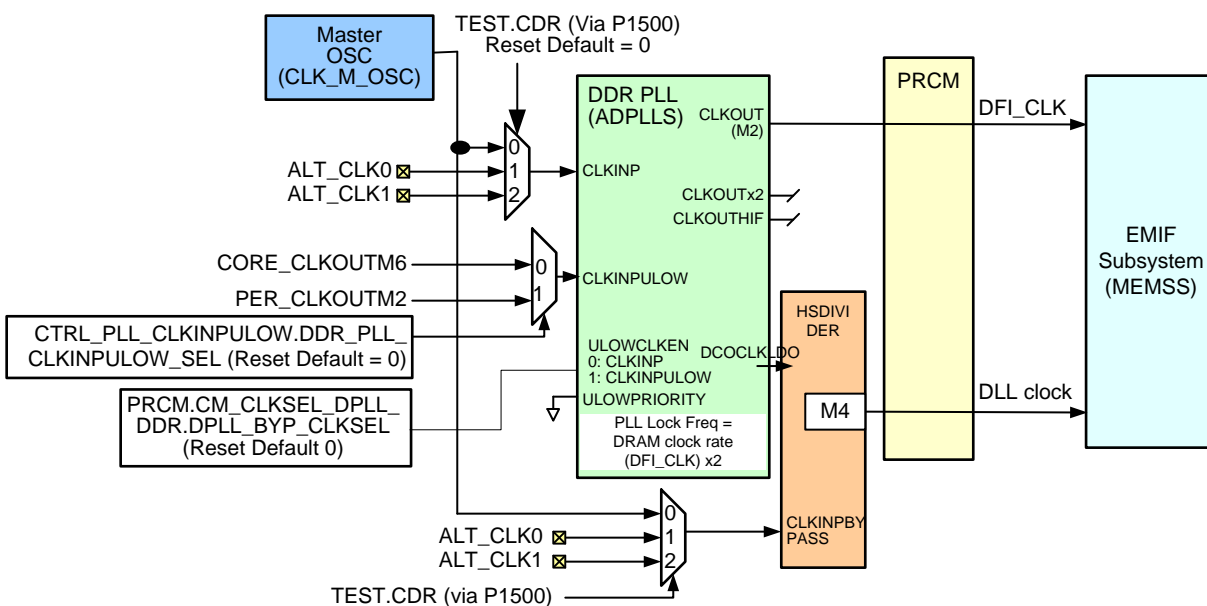 Master
OSC
(CLK_M_OSC)
TEST.CDR (Via P1500)
Reset Default = 0
ALT_CLK0
ALT_CLK1
0
1
2
CORE_CLKOUTM6
PER_CLKOUTM2
0
1
CTRL_PLL_CLKINPULOW.DDR_PLL_
CLKINPULOW_SEL (Reset Default = 0)
PRCM.CM_CLKSEL_DPLL_
DDR.DPLL_BYP_CLKSEL
(Reset Default 0)
DDR PLL
(ADPLLS)
CLKOUT
(M2)
CLKINP
CLKOUTx2
CLKOUTHIF
CLKINPULOW
ULOWCLKEN
0: CLKINP
1: CLKINPULOW
DCOCLKLDO
ULOWPRIORITY
PLL Lock Freq =
DRAM clock rate
(DFI_CLK) x2
HSDIVI
DER
M4
CLKINPBY
PASS
PRCM
DFI_CLK
DLL clock
EMIF
Subsystem
(MEMSS)
ALT_CLK0
ALT_CLK1
0
1
2
TEST.CDR (via P1500)